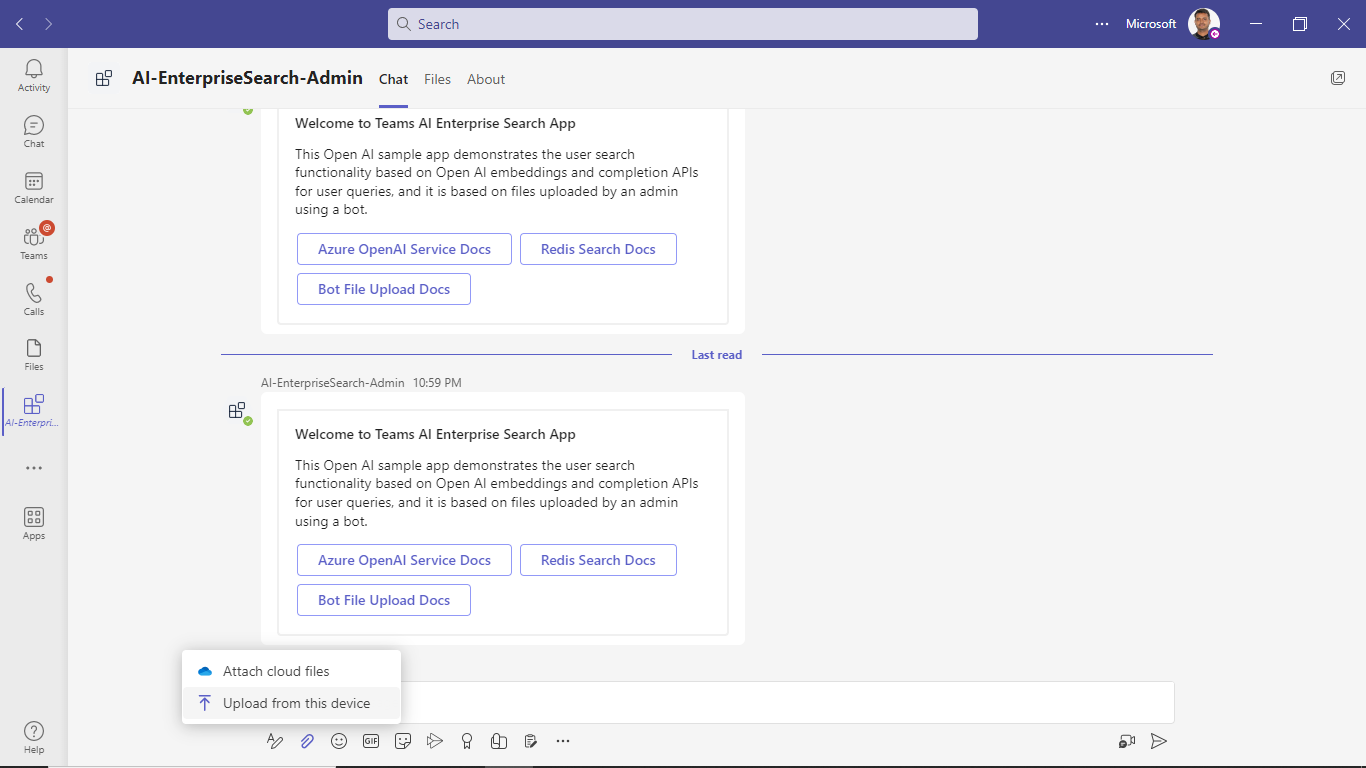 Search
Microsoft
Activity
Chat
Calendar
@
Teams
Calls
Files
AI-Enterpri...
Apps
Help
AI-EnterpriseSearch-Admin
Chat Files About
Welcome to Teams AI Enterprise Search App
This Open AI sample app demonstrates the user search
functionality based on Open AI embeddings and completion APIs
for user queries, and it is based on files uploaded by an admin
using a bot.
Azure OpenAI Service Docs
Redis Search Docs
Bot File Upload Docs
Last read
AI-EnterpriseSearch-Admin 10:59 PM
Welcome to Teams AI Enterprise Search App
This Open AI sample app demonstrates the user search
functionality based on Open AI embeddings and completion APIs
for user queries, and it is based on files uploaded by an admin
using a bot.
Azure OpenAI Service Docs
Redis Search Docs
Bot File Upload Docs
Attach cloud files
Upload from this device
GIF